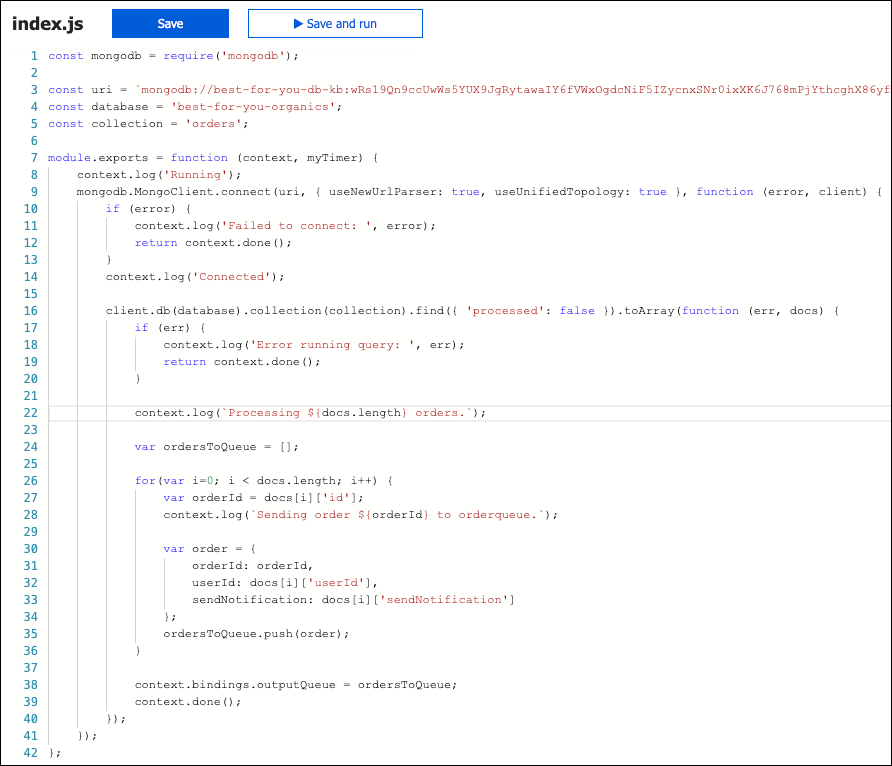 index.js
Save
Save and run
1 const mongodb = require('mongodb');
2
3 const uri = `mongodb://best-for-you-db-kb:wRs19Qn9ccUwWs5YUX9JgRytawaIY6fVWxOgdcNiF5IZycnxSNr0ixXK6J768mPjYthcghX86yf
4 const database = 'best-for-you-organics';
5 const collection = 'orders';
6
7 module.exports = function (context, myTimer) {
8     context.log('Running');
9     mongodb.MongoClient.connect(uri, { useNewUrlParser: true, useUnifiedTopology: true }, function (error, client) {
10         if (error) {
11             context.log('Failed to connect: ', error);
12             return context.done();
13         }
14         context.log('Connected');
15
16         client.db(database).collection(collection).find({ 'processed': false }).toArray(function (err, docs) {
17             if (err) {
18                 context.log('Error running query: ', err);
19                 return context.done();
20             }
21
22             context.log(`Processing ${docs.length} orders.`);
23
24             var ordersToQueue = [];
25
26             for(var i=0; i < docs.length; i++) {
27                 var orderId = docs[i]['id'];
28                 context.log(`Sending order ${orderId} to orderqueue.`);
29
30                 var order = {
31                     orderId: orderId,
32                     userId: docs[i]['userId'],
33                     sendNotification: docs[i]['sendNotification']
34                 };
35                 ordersToQueue.push(order);
36             }
37
38             context.bindings.outputQueue = ordersToQueue;
39             context.done();
40         });
41     });
42 };